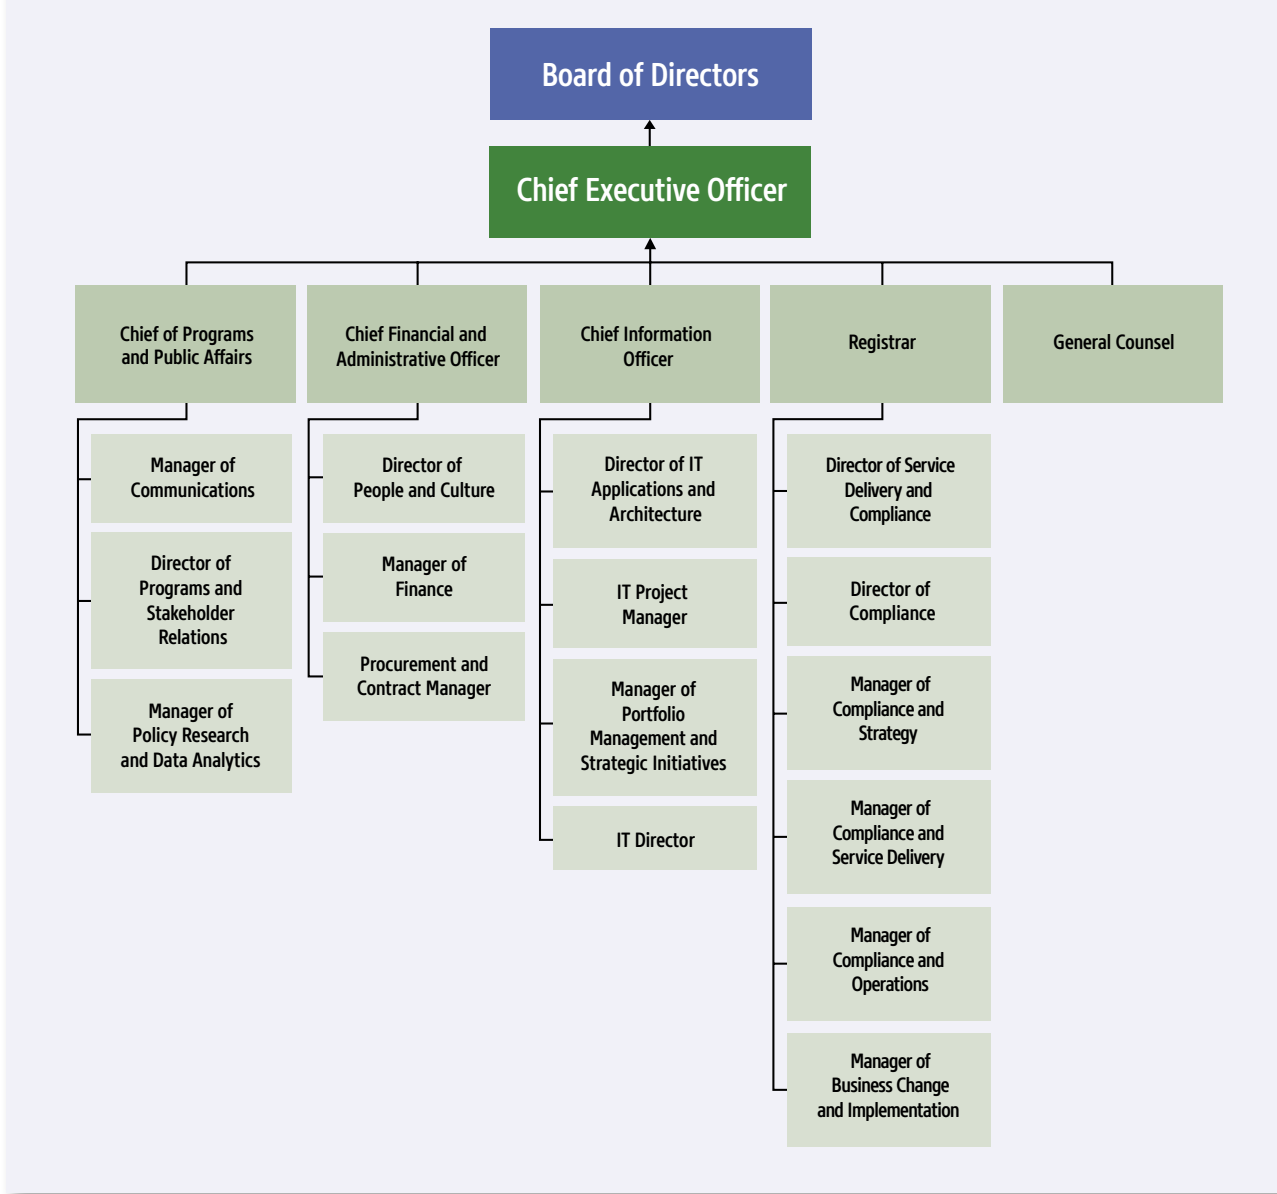 Board of Directors
Chief Executive Officer
Chief of Programs
and Public Affairs
Chief Financial and
Administrative Officer
Chief Information
Officer
Registrar
General Counsel
Manager of
Communications
Director of
Programs and
Stakeholder
Relations
Manager of
Policy Research
and Data Analytics
Director of
People and Culture
Manager of
Finance
Procurement and
Contract Manager
Director of IT
Applications and
Architecture
IT Project
Manager
Manager of
Portfolio
Management and
Strategic Initiatives
IT Director
Director of Service
Delivery and
Compliance
Director of
Compliance
Manager of
Compliance and
Strategy
Manager of
Compliance and
Service Delivery
Manager of
Compliance and
Operations
Manager of
Business Change
and Implementation